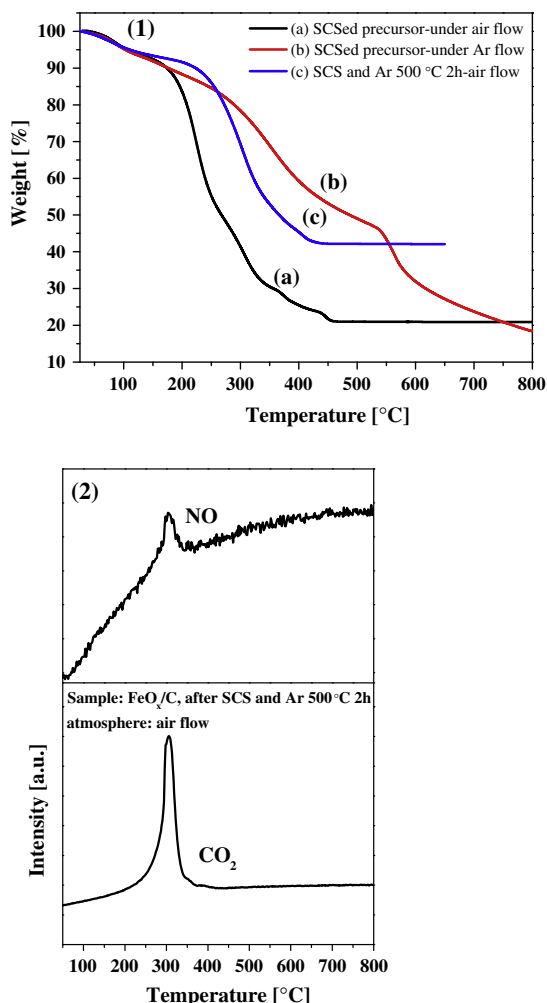 (1)
(a) SCSed precursor-under air flow
(b) SCSed precursor-under Ar flow
(c) SCS and Ar 500 °C 2h-air flow
100
90
80
70
60
50
40
30
20
10
Weight [%]
(b)
(c)
(a)
100 200 300 400 500 600 700 800
Temperature [°C]
(2)
NO
Sample: FeOx/C, after SCS and Ar 500°C 2h
atmosphere: air flow
Intensity [a.u.]
CO2
100 200 300 400 500 600 700 800
Temperature [°C]